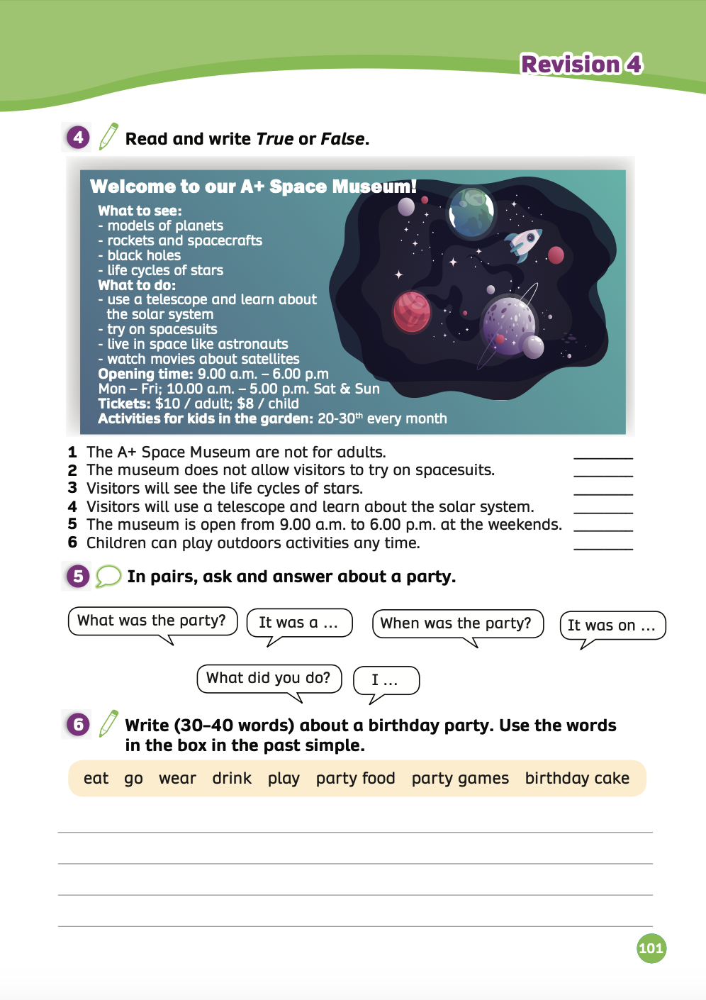 Revision 4
4 Read and write True or False.
Welcome to our A+ Space Museum!
What to see:
- models of planets
- rockets and spacecrafts
- black holes
- life cycles of stars
What to do:
- use a telescope and learn about
the solar system
- try on spacesuits
- live in space like astronauts
- watch movies about satellites
Opening time: 9.00 a.m. – 6.00 p.m
Mon – Fri; 10.00 a.m. – 5.00 p.m. Sat & Sun
Tickets: $10 / adult; $8 / child
Activities for kids in the garden: 20-30th every month
1 The A+ Space Museum are not for adults. ________
2 The museum does not allow visitors to try on spacesuits. ________
3 Visitors will see the life cycles of stars. ________
4 Visitors will use a telescope and learn about the solar system. ________
5 The museum is open from 9.00 a.m. to 6.00 p.m. at the weekends. ________
6 Children can play outdoors activities any time. ________
5 In pairs, ask and answer about a party.
What was the party? It was a ... When was the party? It was on ...
What did you do? I ...
6 Write (30–40 words) about a birthday party. Use the words
in the box in the past simple.
eat go wear drink play party food party games birthday cake
101